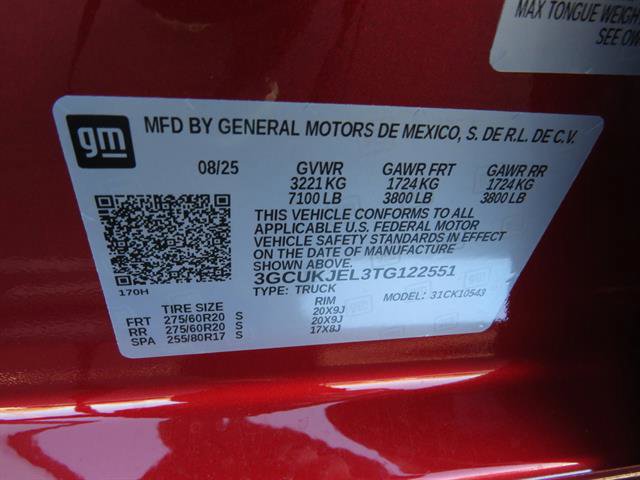 MAX TONGUE WEIGH
SEE OW
gm
MFD BY GENERAL MOTORS DE MEXICO, S. DE R.L. DE C.V.
08/25 GVWR GAWR FRT GAWR RR
3221 KG 1724 KG 1724 KG
7100 LB 3800 LB 3800 LB
THIS VEHICLE CONFORMS TO ALL
APPLICABLE U.S. FEDERAL MOTOR
VEHICLE SAFETY STANDARDS IN EFFECT
ON THE DATE OF MANUFACTURE
SHOWN ABOVE.
3GCUKJEL3TG122551
170H TYPE: TRUCK MODEL: 31CK10543
TIRE SIZE RIM
FRT 275/60R20 S 20X9J
RR 275/60R20 S 20X9J
SPA 255/80R17 S 17X8J